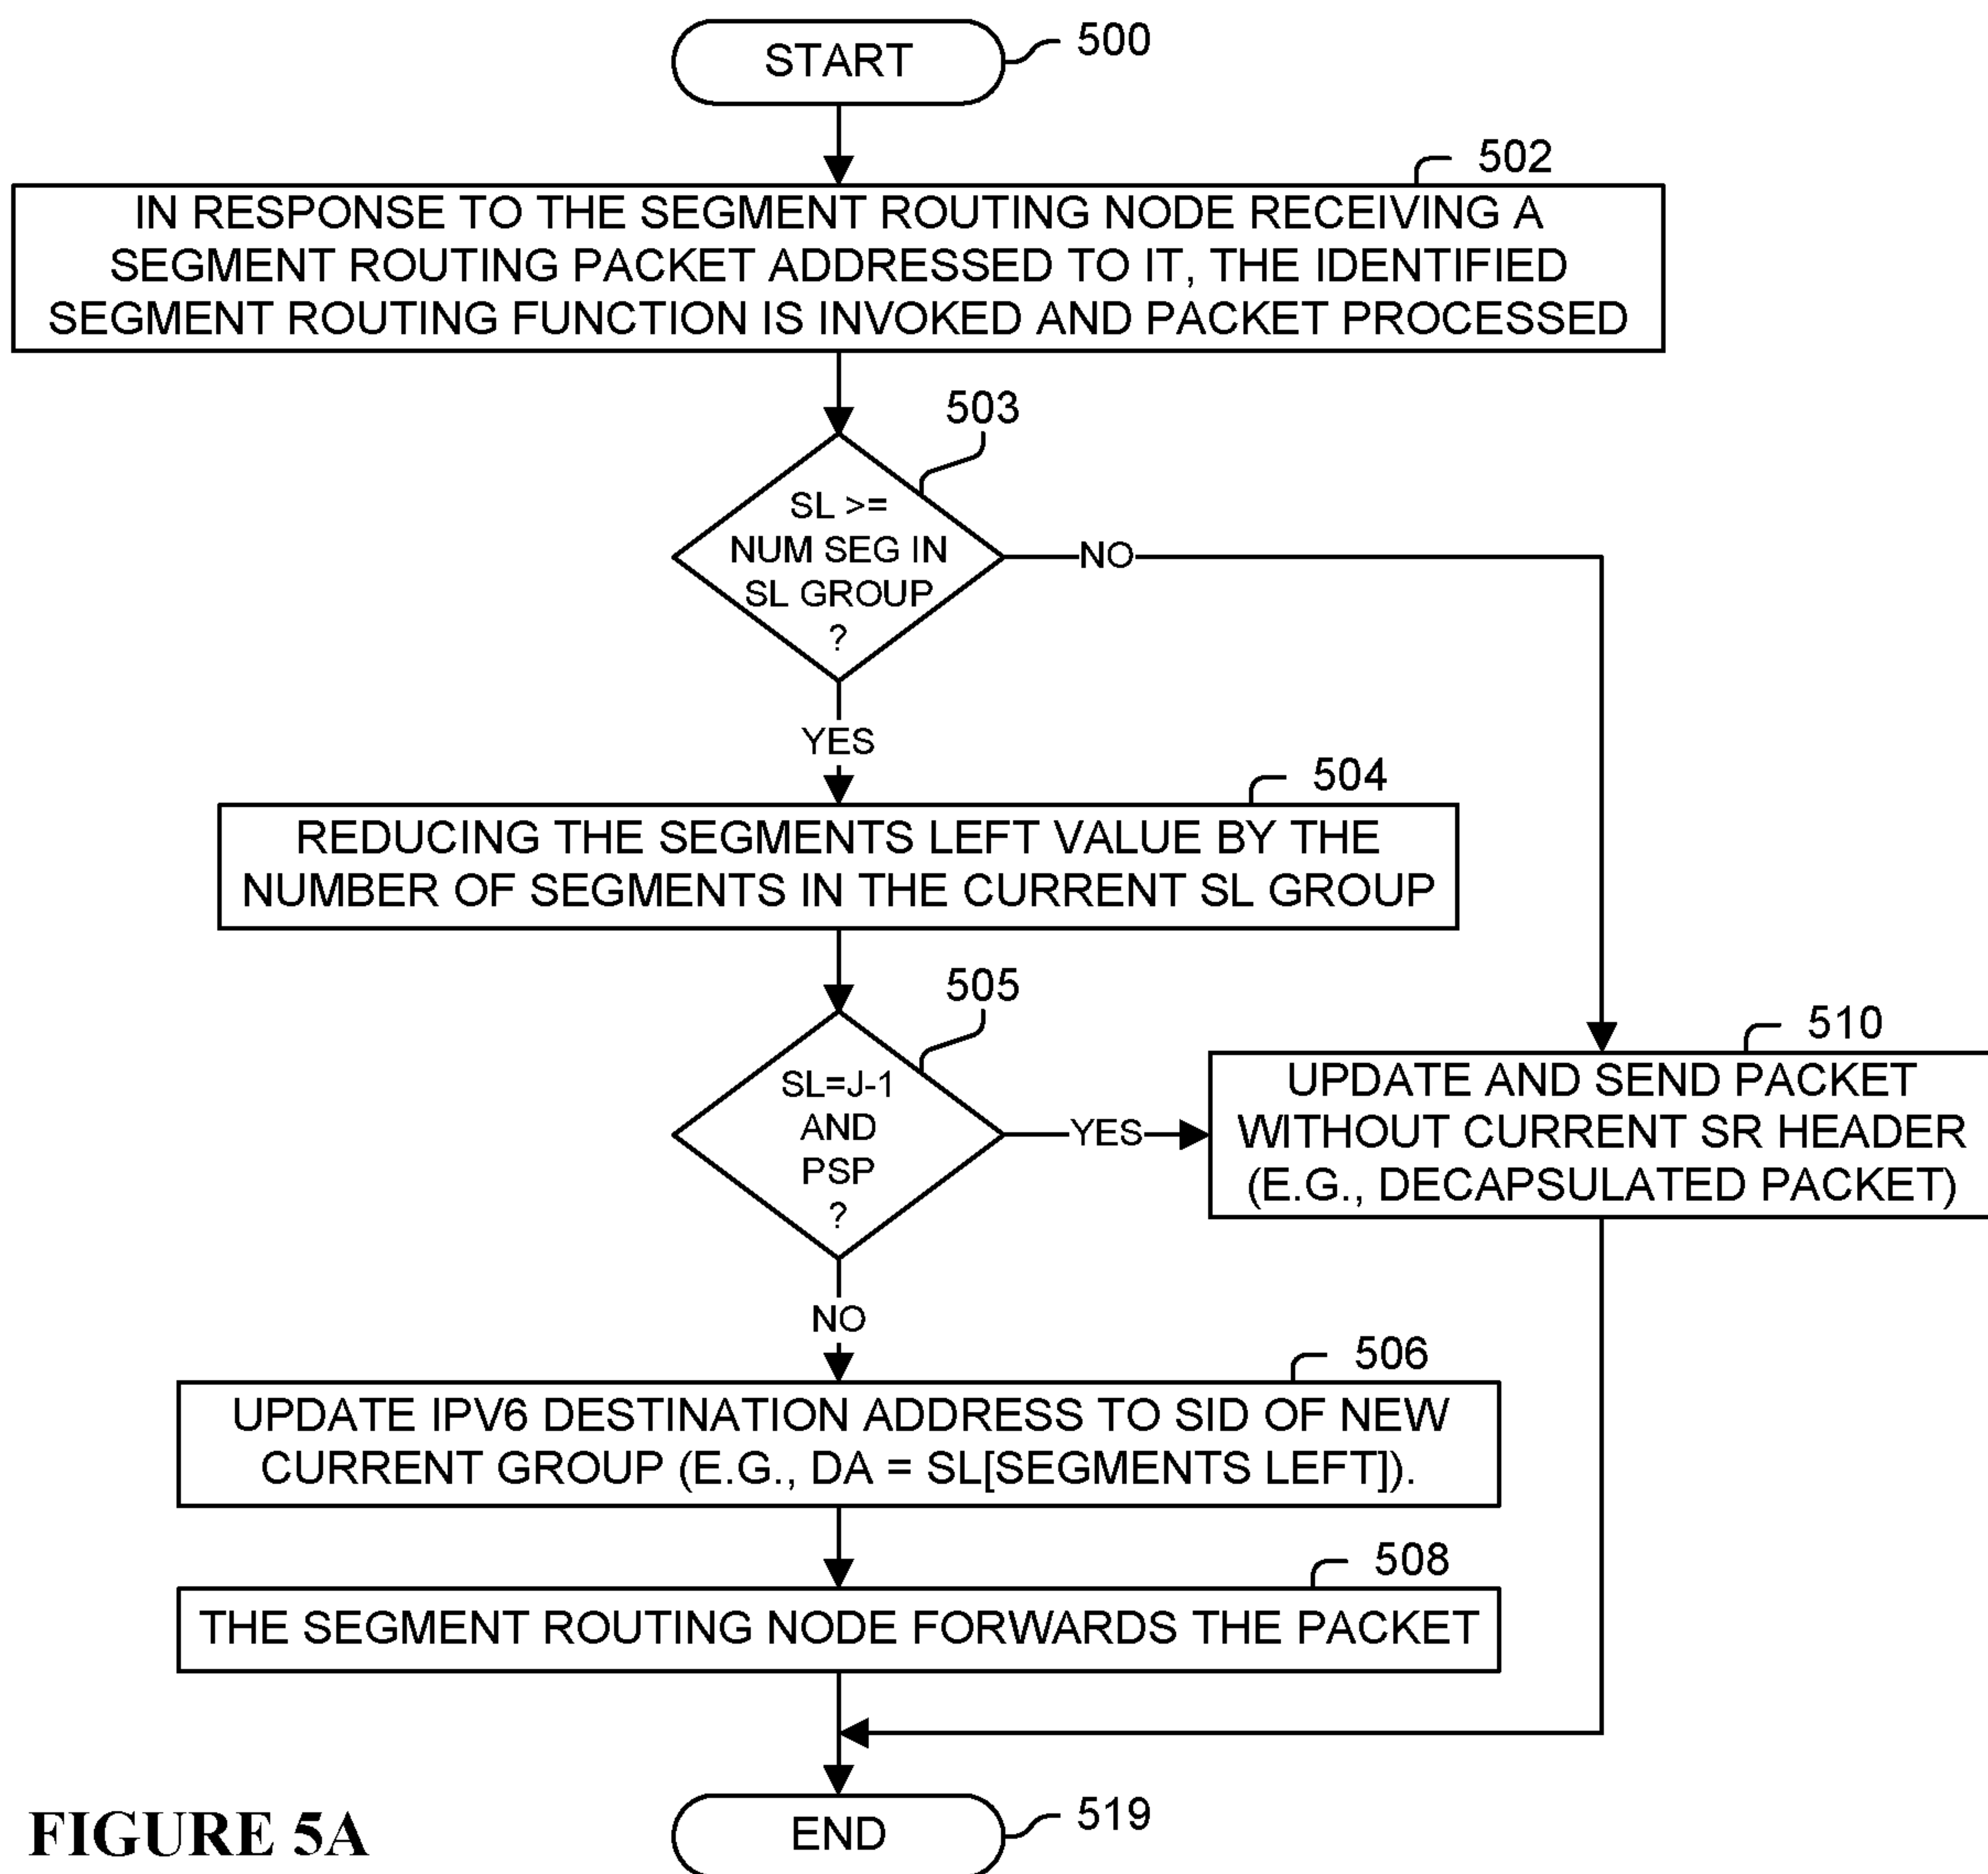 START
500
502
IN RESPONSE TO THE SEGMENT ROUTING NODE RECEIVING A
SEGMENT ROUTING PACKET ADDRESSED TO IT, THE IDENTIFIED
SEGMENT ROUTING FUNCTION IS INVOKED AND PACKET PROCESSED
503
SL >=
NUM SEG IN
SL GROUP
?
NO
YES
504
REDUCING THE SEGMENTS LEFT VALUE BY THE
NUMBER OF SEGMENTS IN THE CURRENT SL GROUP
505
SL=J-1
AND
PSP
?
YES
510
UPDATE AND SEND PACKET
WITHOUT CURRENT SR HEADER
(E.G., DECAPSULATED PACKET)
NO
506
UPDATE IPV6 DESTINATION ADDRESS TO SID OF NEW
CURRENT GROUP (E.G., DA = SL[SEGMENTS LEFT]).
508
THE SEGMENT ROUTING NODE FORWARDS THE PACKET
END
519
FIGURE 5A